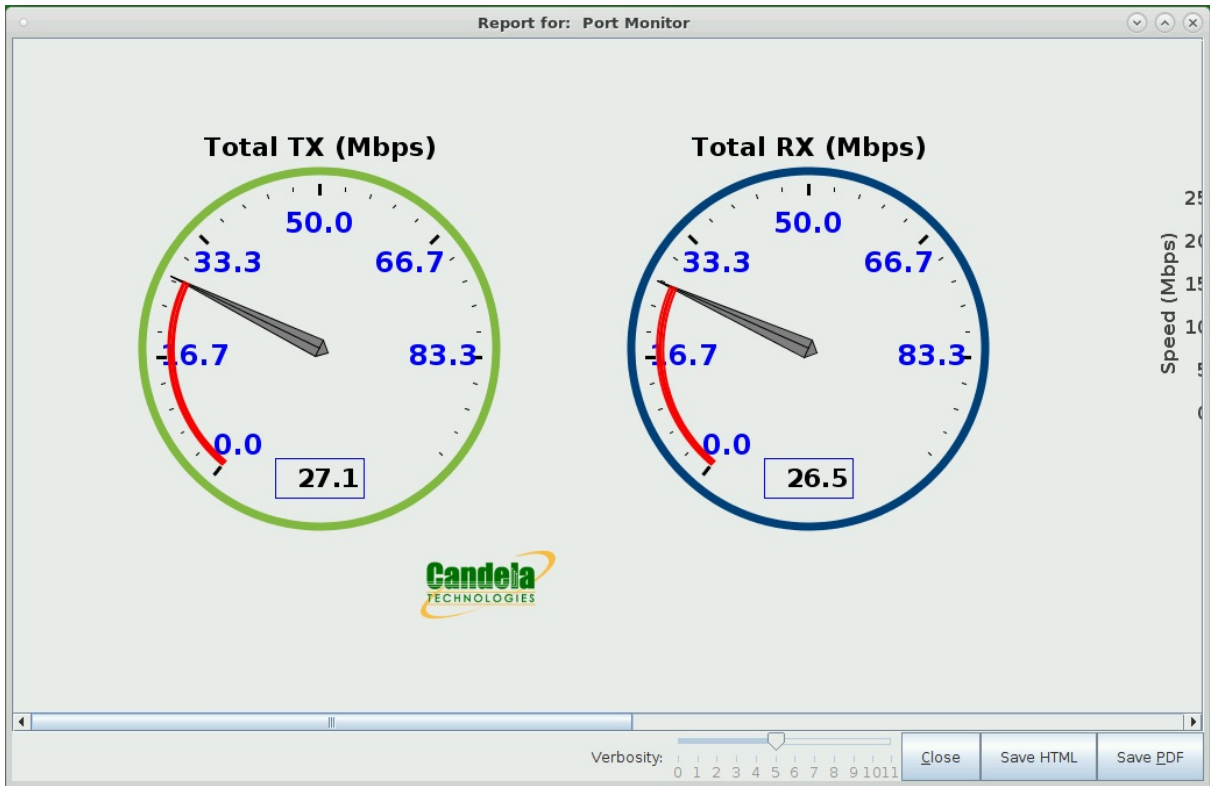 Report for: Port Monitor
Total TX (Mbps)
50.0
33.3
66.7
16.7
83.3
0.0
27.1
Total RX (Mbps)
50.0
33.3
66.7
16.7
83.3
0.0
26.5
Speed (Mbps)
Candela
TECHNOLOGIES
Verbosity:
0 1 2 3 4 5 6 7 8 9 10 11
Close
Save HTML
Save PDF